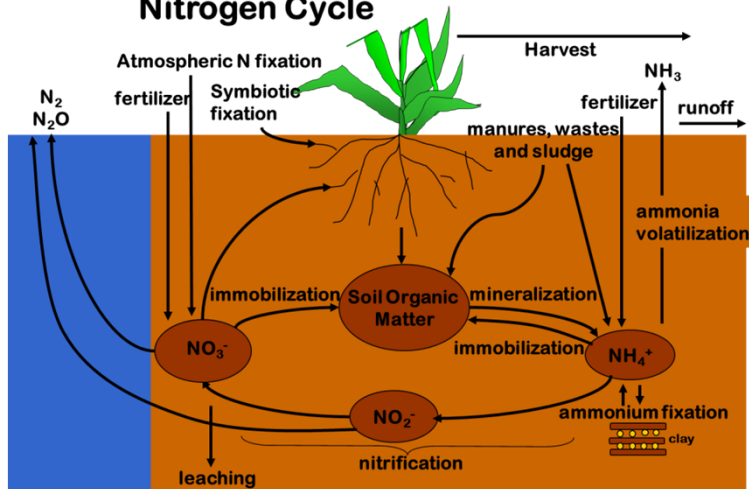 Nitrogen Cycle
Harvest
Atmospheric N fixation
NH₃
N₂
N₂O
fertilizer
Symbiotic
fixation
fertilizer
runoff
manures, wastes
and sludge
ammonia
volatilization
immobilization
Soil Organic
Matter
mineralization
immobilization
NO₃⁻
NH₄⁺
NO₂⁻
ammonium fixation
clay
nitrification
leaching